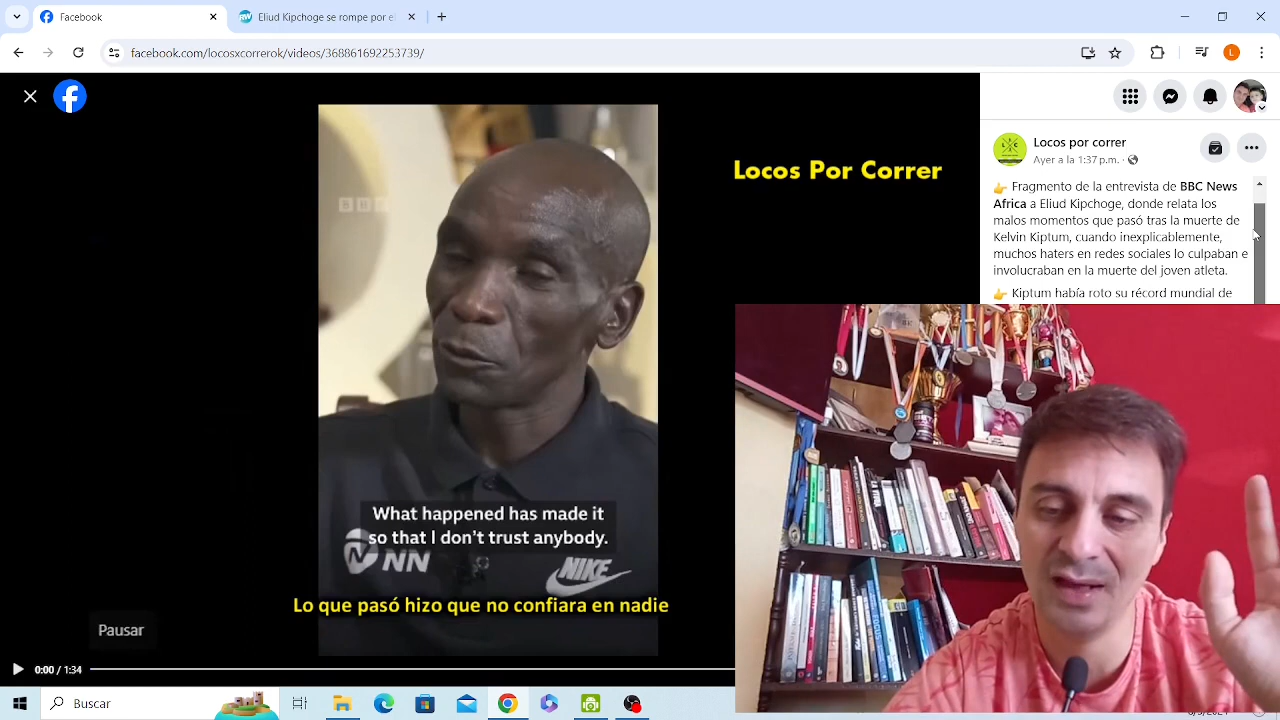 Facebook
Eliud Kipchoge se rompe en el
facebook.com/locosxcorrerok/videos/368861692253739/
L
Locos por correr
Ayer a la 1:37 p.m.
Locos Por Correr
👉 Fragmento de la entrevista de BBC News
Africa a Eliud Kipchoge, donde relata los
malos momentos que pasó tras la muerte de
Kelvin Kiptum, cuando inexplicablemente,
muchos haters en redes sociales lo culpaban e
involucraban en la muerte del joven atleta.
👉 Kiptum había roto su récord mundial de
BBC
What happened has made it
so that I don't trust anybody.
NN
NIKE
Lo que pasó hizo que no confiara en nadie
Pausar
0:00 / 1:34
Buscar